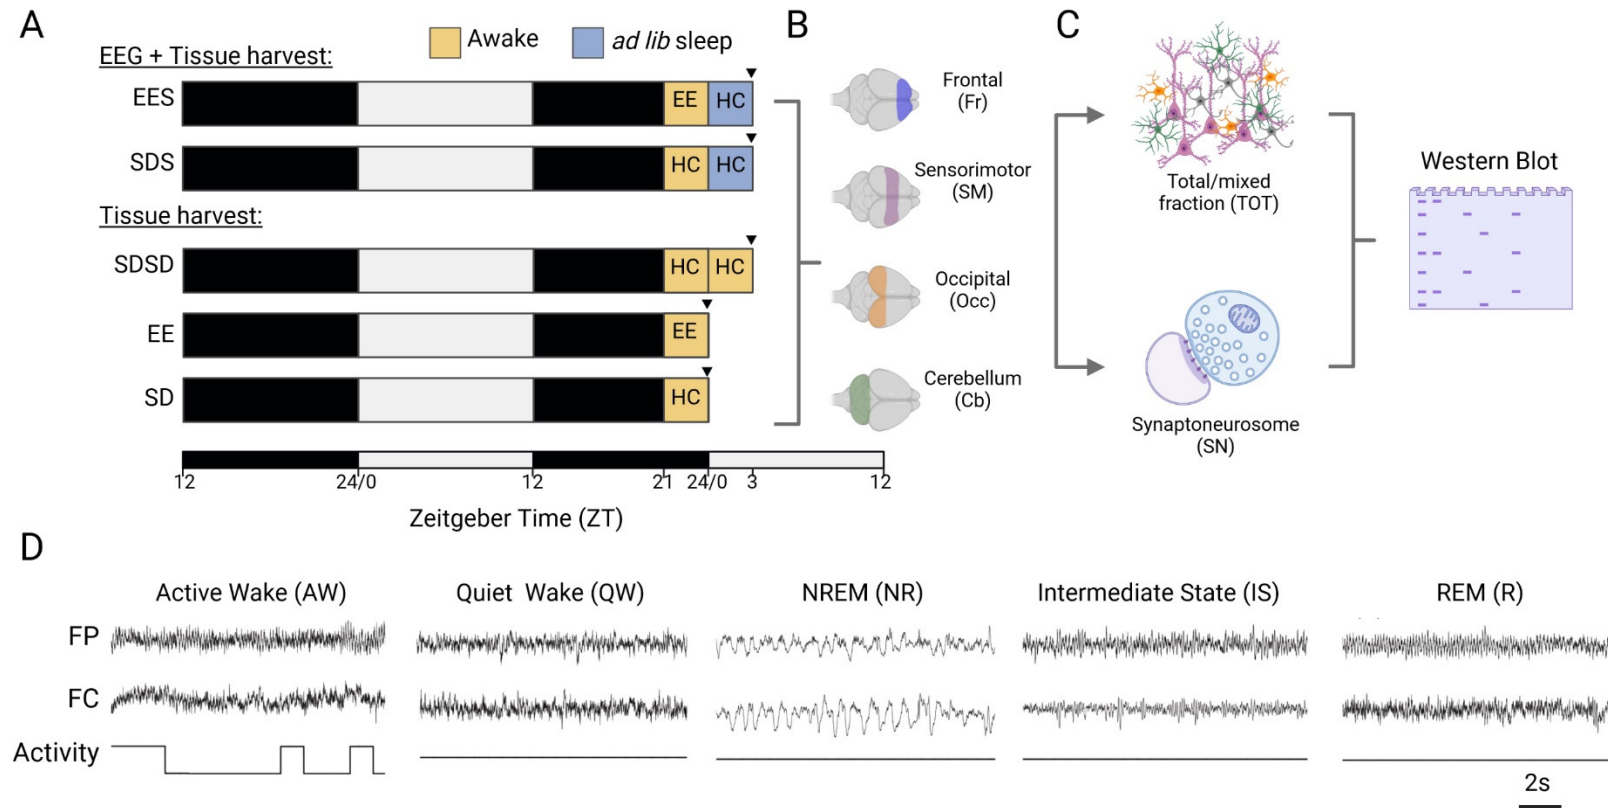 A
B
C
Awake
ad lib sleep
EEG + Tissue harvest:
EES
EE
HC
SDS
HC
HC
Tissue harvest:
SDSD
HC
HC
EE
EE
SD
HC
12
24/0
12
21
24/0
3
12
Zeitgeber Time (ZT)
Frontal
(Fr)
Sensorimotor
(SM)
Occipital
(Occ)
Cerebellum
(Cb)
Total/mixed
fraction (TOT)
Synaptoneurosome
(SN)
Western Blot
D
Active Wake (AW)
Quiet Wake (QW)
NREM (NR)
Intermediate State (IS)
REM (R)
FP
FC
Activity
2s